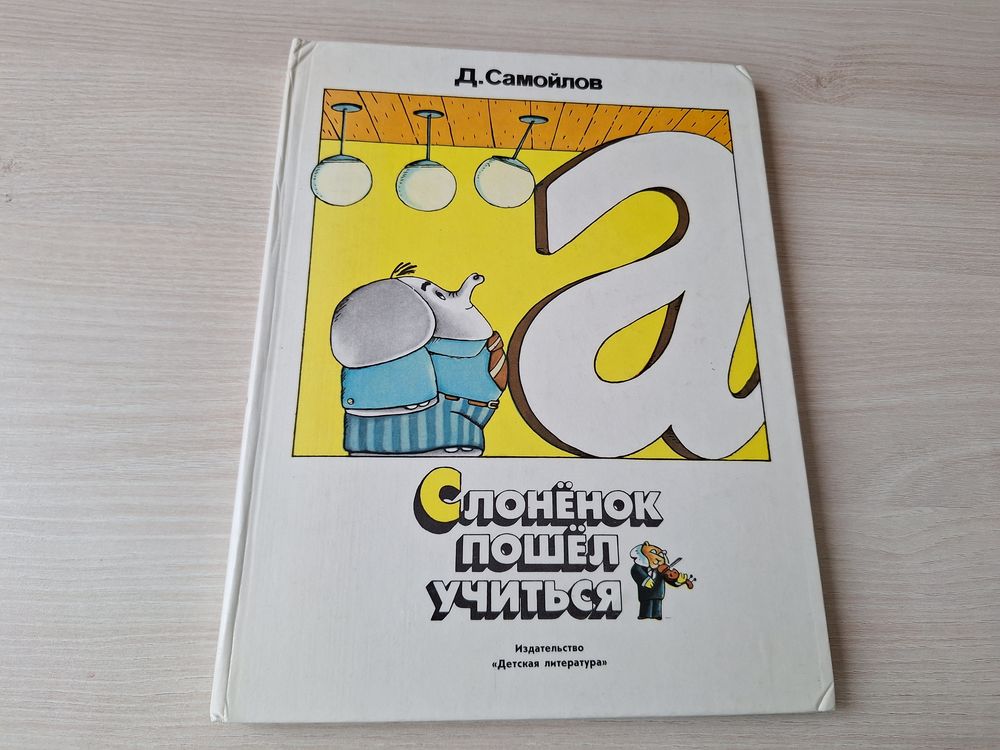 Д.Самойлов
а
СЛОНЁНОК
ПОШЁЛ
УЧИТЬСЯ
Издательство
«Детская литература»